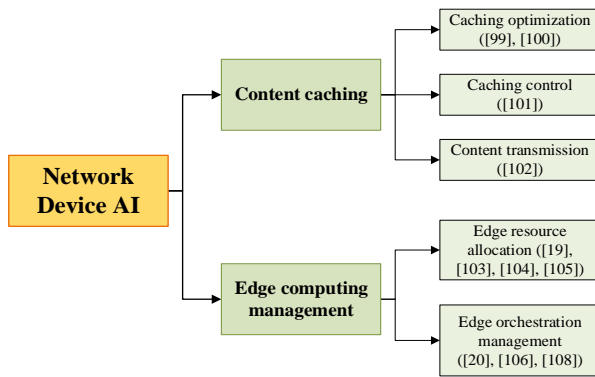 Network
Device AI
Content caching
Caching optimization
([99], [100])
Caching control
([101])
Content transmission
([102])
Edge computing
management
Edge resource
allocation ([19],
[103], [104], [105])
Edge orchestration
management
([20], [106], [108])